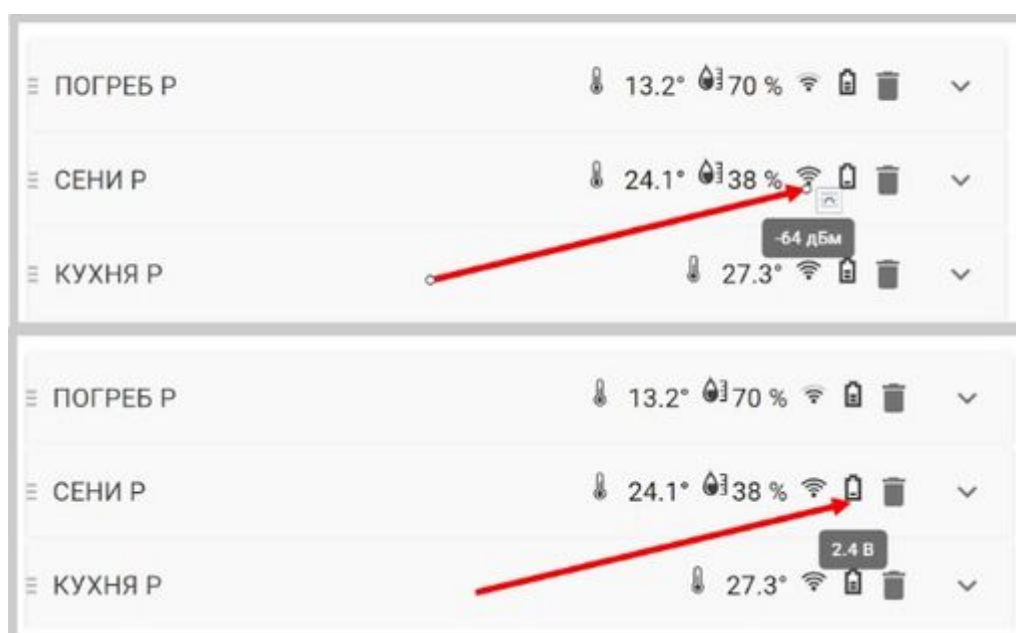 ПОГРЕБ Р 13.2° 70 %
СЕНИ Р 24.1° 38 %
-64 дБм
КУХНЯ Р 27.3°
ПОГРЕБ Р 13.2° 70 %
СЕНИ Р 24.1° 38 %
2.4 В
КУХНЯ Р 27.3°